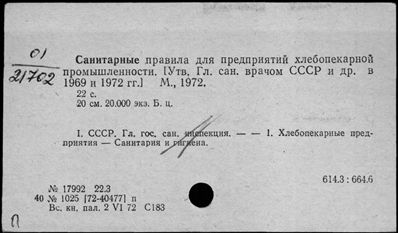 01
21702
Санитарные правила для предприятий хлебопекарной
промышленности. [Утв. Гл. сан. врачом СССР и др. в
1969 и 1972 гг.] М., 1972.
22 с.
20 см. 20.000 экз. Б. ц.
I. СССР. Гл. гос. сан. инспекция. — — 1. Хлебопекарные пред-
приятия — Санитария и гигиена.
614.3 : 664.6
№ 17992 22.3
40 № 1025 [72-40477] п
Вс. кн. пал. 2 VI 72 С183
П